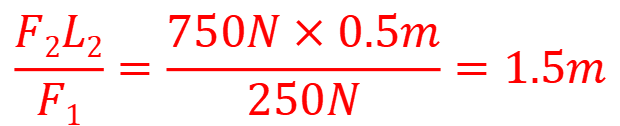 F₂L₂/F₁ = 750N × 0.5m/250N = 1.5m